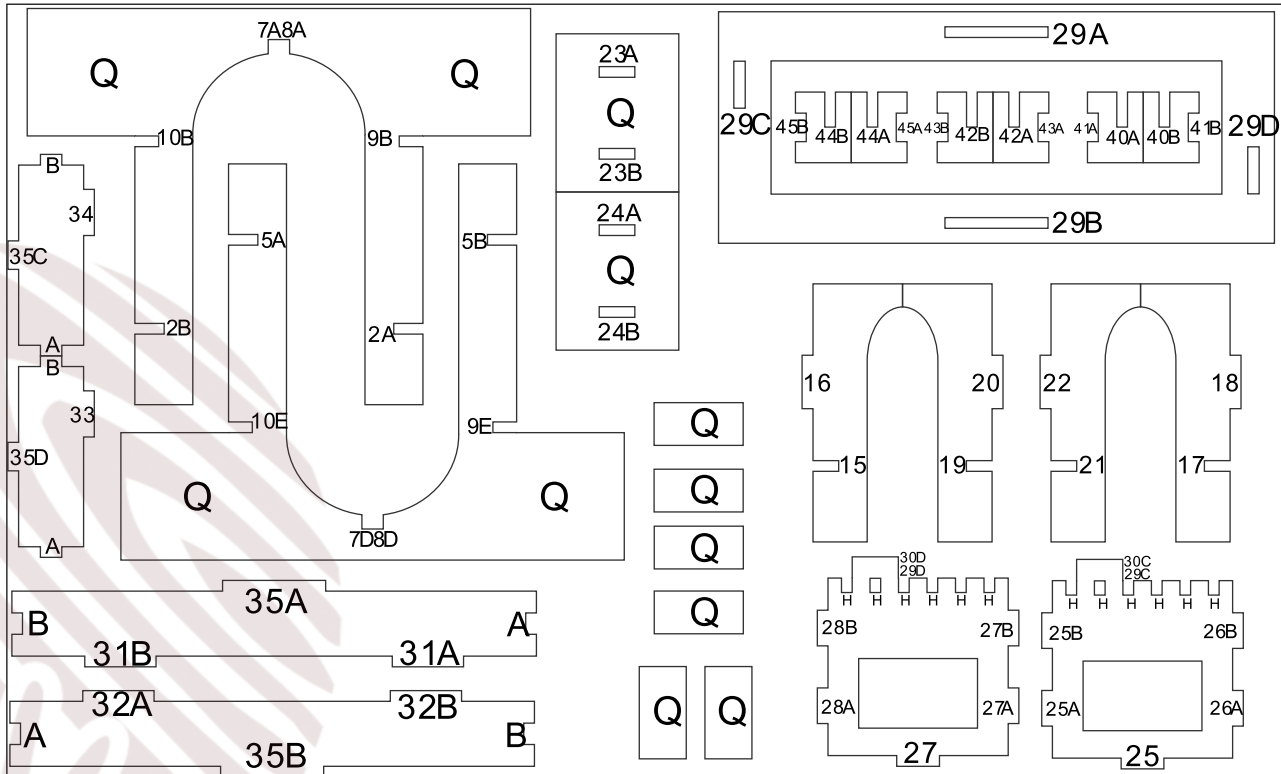 7A8A
Q
Q
10B
9B
B
34
35C
A
5A
5B
2B
2A
B
33
35D
A
10E
9E
Q
Q
7D8D
23A
Q
23B
24A
Q
24B
29A
29C
45B
44B
44A
45A
43B
42B
42A
43A
41A
40A
40B
41B
29D
29B
16
20
15
19
22
18
21
17
Q
Q
Q
Q
Q
Q
35A
B
A
31B
31A
32A
32B
A
B
35B
30D
29D
H
H
H
H
H
H
28B
27B
28A
27A
27
30C
29C
H
H
H
H
H
H
25B
26B
25A
26A
25